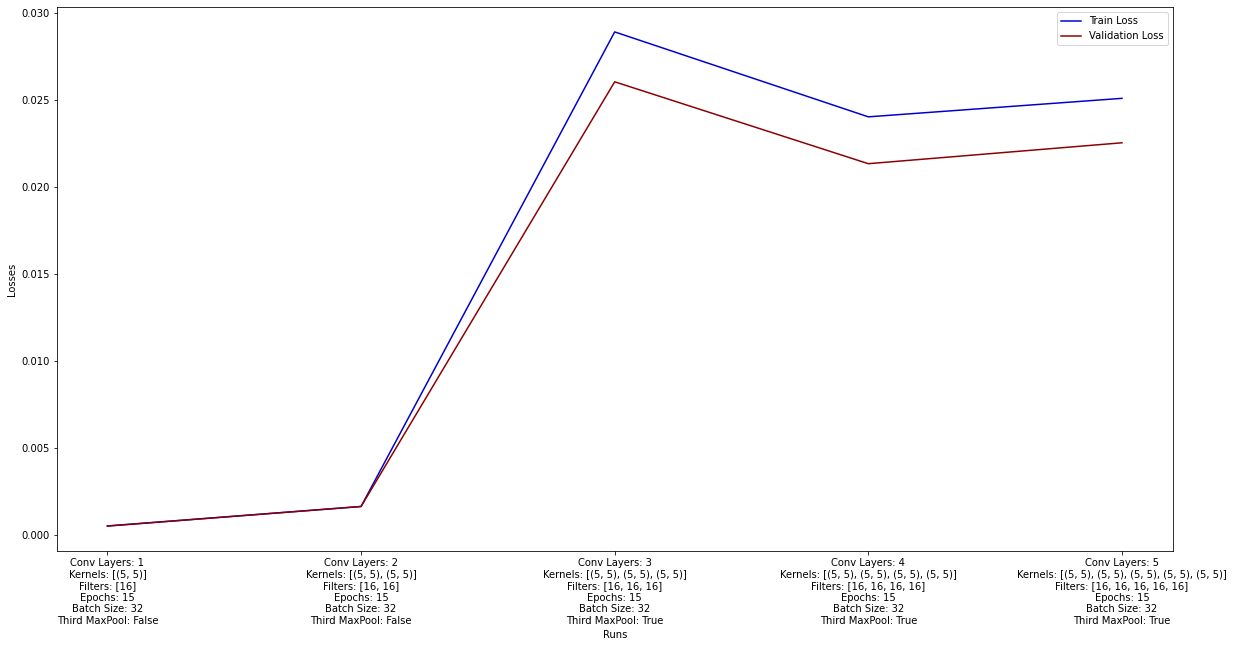 0.030
0.025
0.020
0.015
0.010
0.005
0.000
Losses
Train Loss
Validation Loss
Conv Layers: 1
Kernels: [(5, 5)]
Filters: [16]
Epochs: 15
Batch Size: 32
Third MaxPool: False
Conv Layers: 2
Kernels: [(5, 5), (5, 5)]
Filters: [16, 16]
Epochs: 15
Batch Size: 32
Third MaxPool: False
Conv Layers: 3
Kernels: [(5, 5), (5, 5), (5, 5)]
Filters: [16, 16, 16]
Epochs: 15
Batch Size: 32
Third MaxPool: True
Conv Layers: 4
Kernels: [(5, 5), (5, 5), (5, 5), (5, 5)]
Filters: [16, 16, 16, 16]
Epochs: 15
Batch Size: 32
Third MaxPool: True
Conv Layers: 5
Kernels: [(5, 5), (5, 5), (5, 5), (5, 5), (5, 5)]
Filters: [16, 16, 16, 16, 16]
Epochs: 15
Batch Size: 32
Third MaxPool: True
Runs